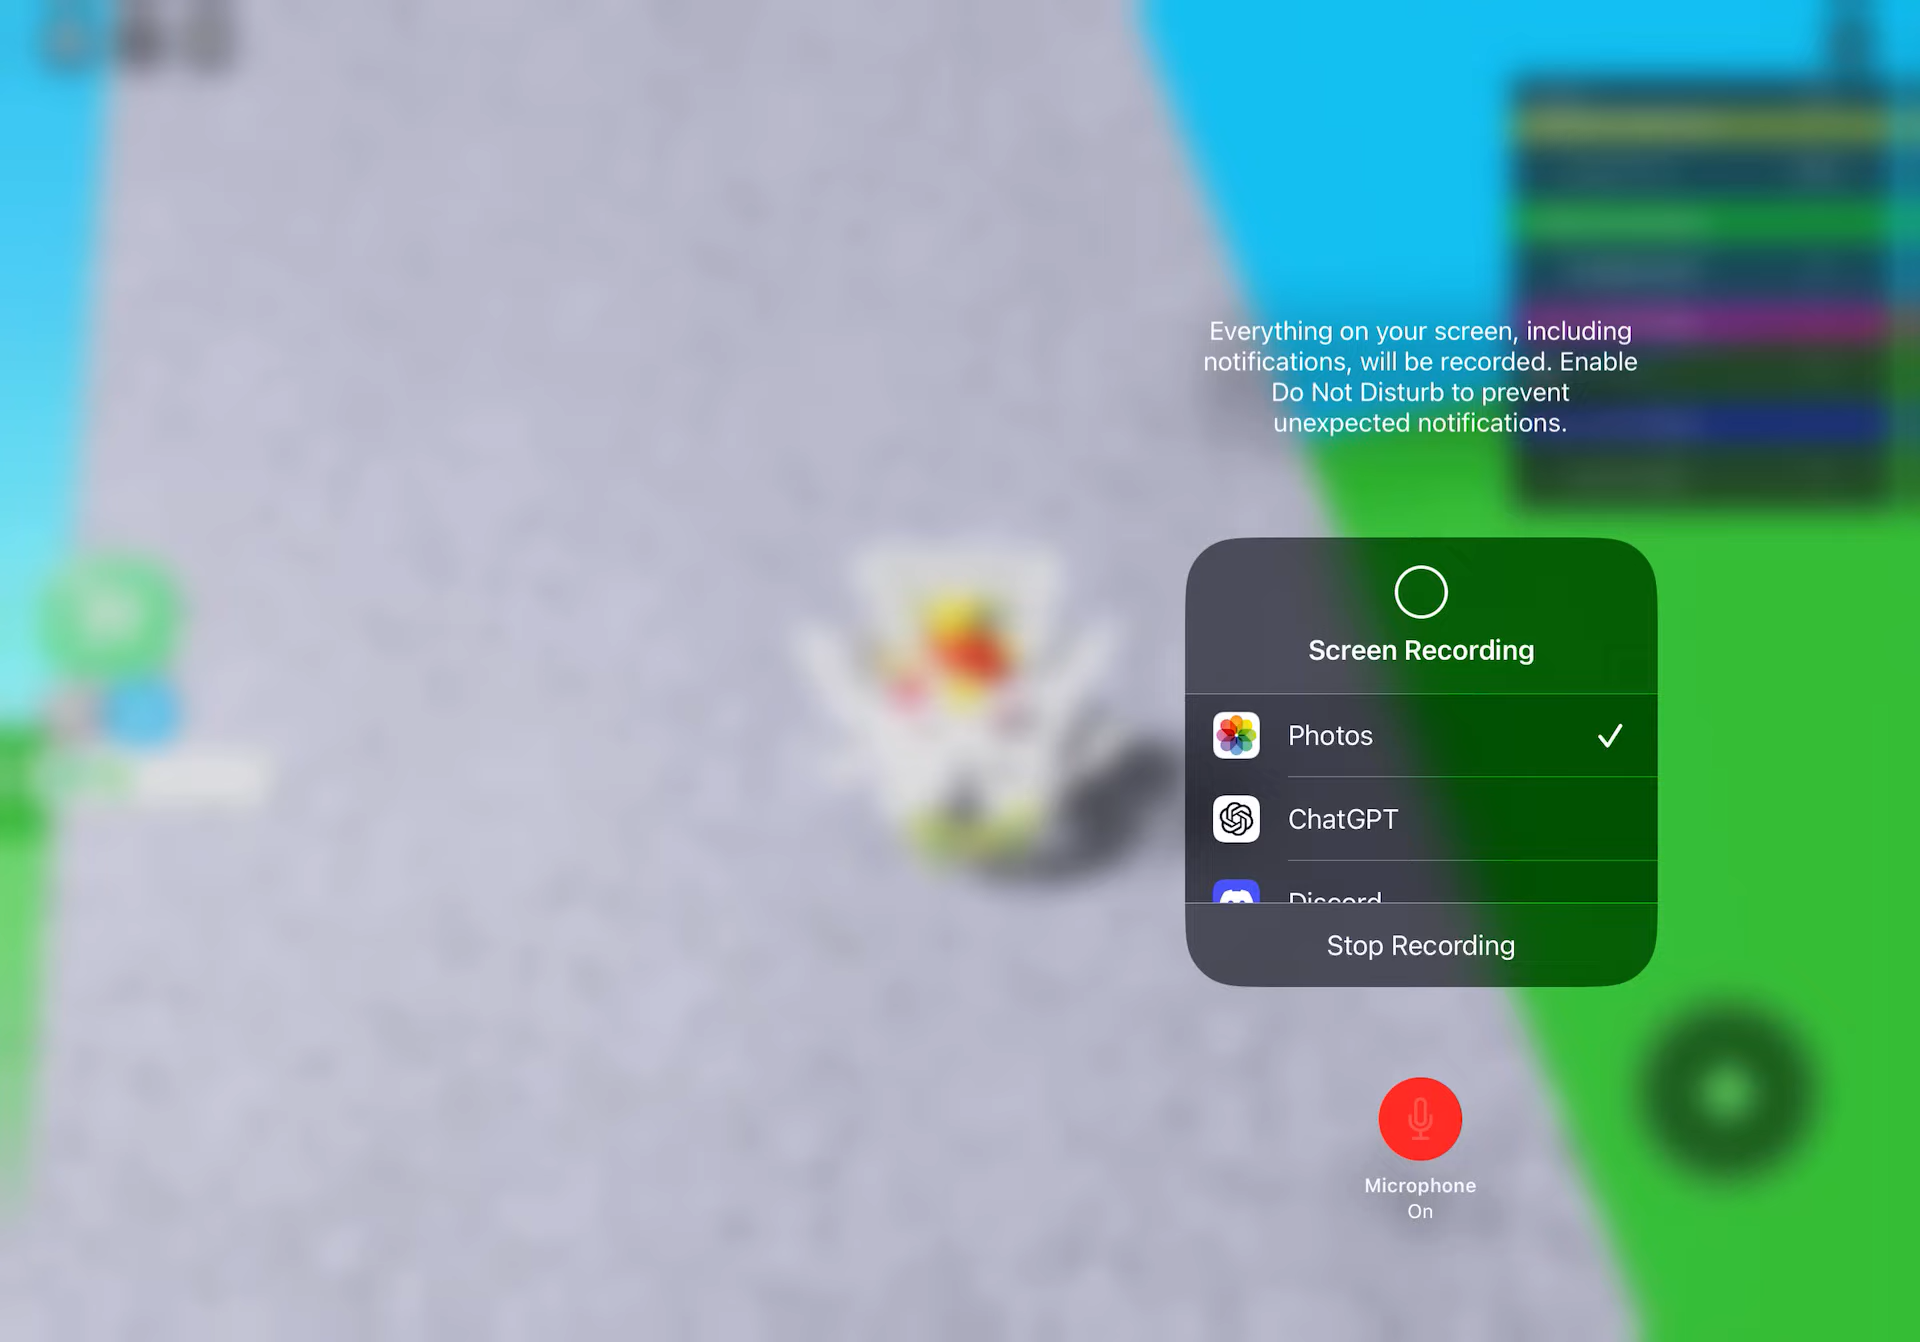 Everything on your screen, including
notifications, will be recorded. Enable
Do Not Disturb to prevent
unexpected notifications.
Screen Recording
Photos
ChatGPT
Discord
Stop Recording
Microphone
On